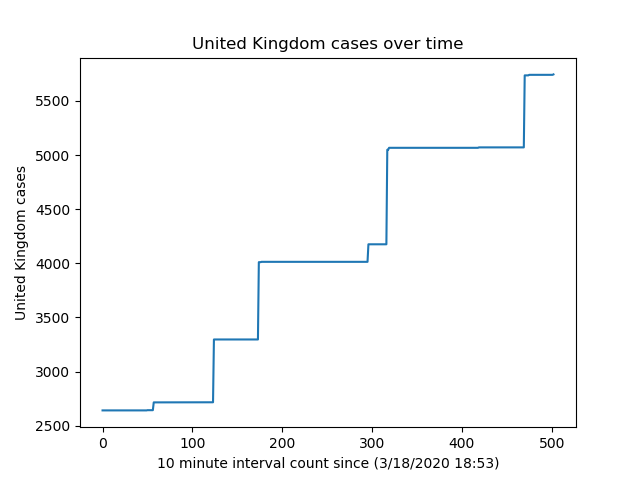 United Kingdom cases over time
United Kingdom cases
5500
5000
4500
4000
3500
3000
2500
0 100 200 300 400 500
10 minute interval count since (3/18/2020 18:53)